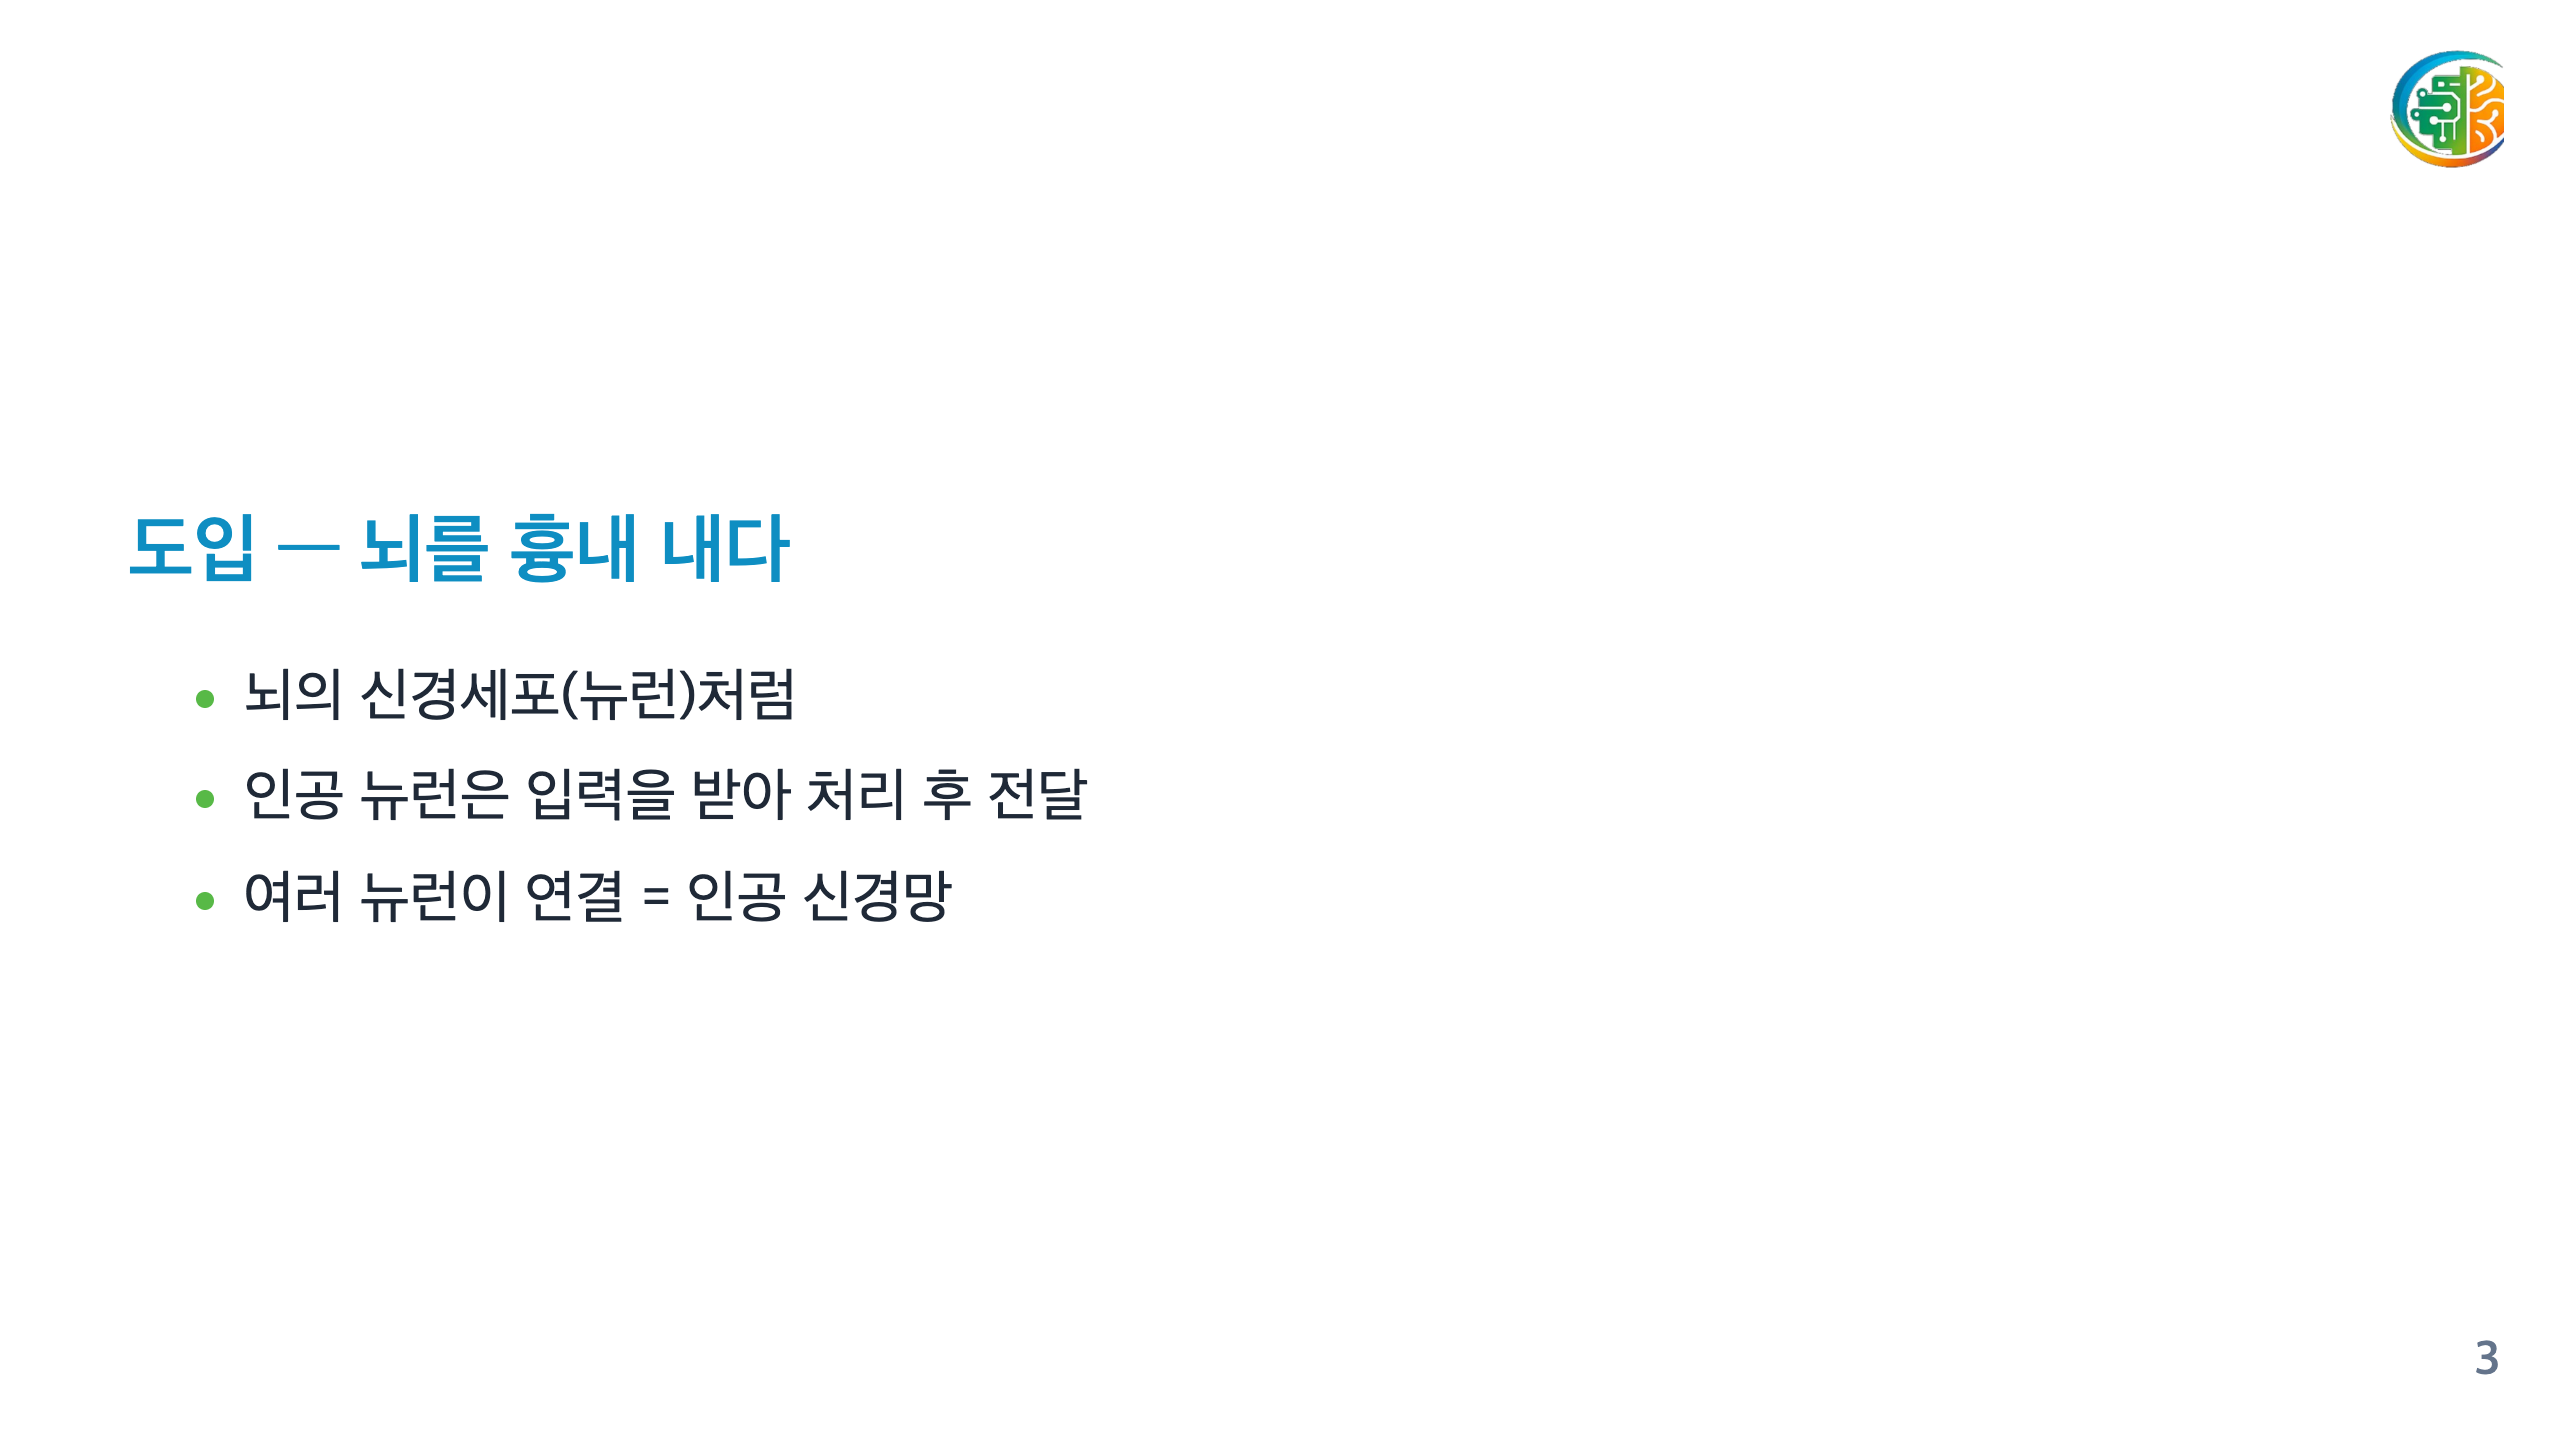 도입 — 뇌를 흉내 내다
• 뇌의 신경세포(뉴런)처럼
• 인공 뉴런은 입력을 받아 처리 후 전달
• 여러 뉴런이 연결 = 인공 신경망
3